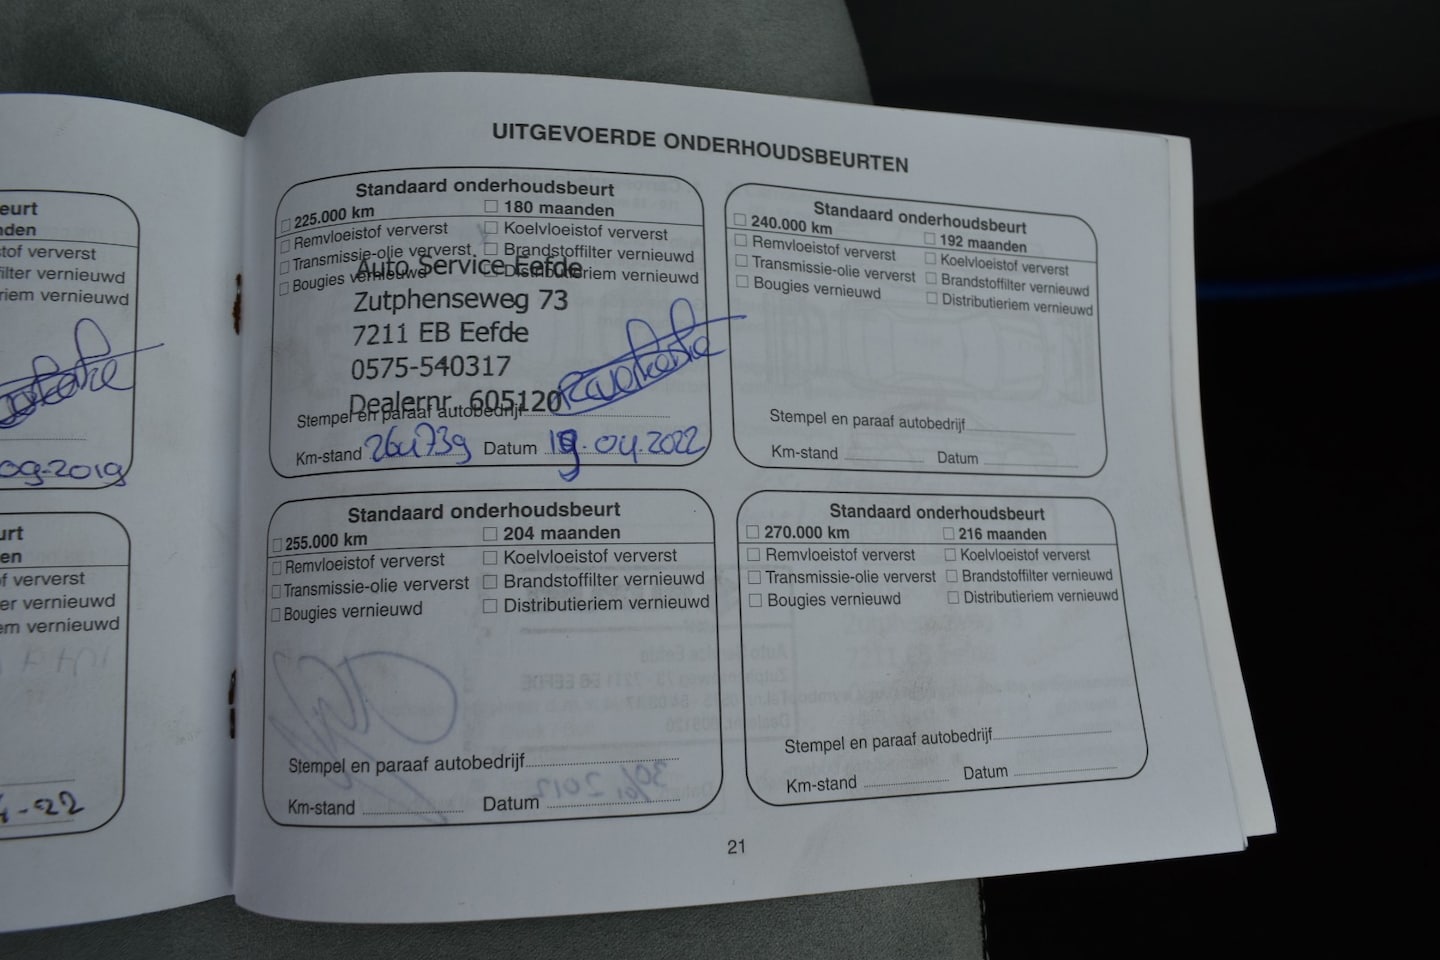 eurt
nden
stof ververst
filter vernieuwd
riem vernieuwd
09-2019
urt
en
f ververst
er vernieuwd
em vernieuwd
-22
UITGEVOERDE ONDERHOUDSBEURTEN
Standaard onderhoudsbeurt
225.000 km 180 maanden
Remvloeistof ververst Koelvloeistof ververst
Transmissie-olie ververst Brandstoffilter vernieuwd
Bougies vernieuwd Distributieriem vernieuwd
Auto Service Eefde
Zutphenseweg 73
7211 EB Eefde
0575-540317
Dealernr. 605120
Stempel en paraaf autobedrijf
Km-stand 264739 Datum 19.04.2022
Standaard onderhoudsbeurt
240.000 km 192 maanden
Remvloeistof ververst Koelvloeistof ververst
Transmissie-olie ververst Brandstoffilter vernieuwd
Bougies vernieuwd Distributieriem vernieuwd
Stempel en paraaf autobedrijf
Km-stand Datum
Standaard onderhoudsbeurt
255.000 km 204 maanden
Remvloeistof ververst Koelvloeistof ververst
Transmissie-olie ververst Brandstoffilter vernieuwd
Bougies vernieuwd Distributieriem vernieuwd
Stempel en paraaf autobedrijf
Km-stand Datum
Standaard onderhoudsbeurt
270.000 km 216 maanden
Remvloeistof ververst Koelvloeistof ververst
Transmissie-olie ververst Brandstoffilter vernieuwd
Bougies vernieuwd Distributieriem vernieuwd
Stempel en paraaf autobedrijf
Km-stand Datum
21